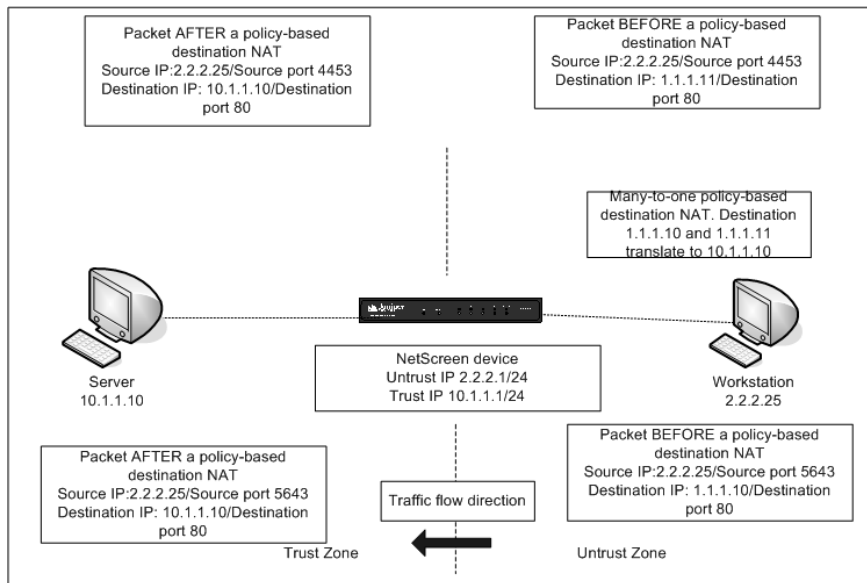 Packet AFTER a policy-based
destination NAT
Source IP:2.2.2.25/Source port 4453
Destination IP: 10.1.1.10/Destination
port 80
Packet BEFORE a policy-based
destination NAT
Source IP:2.2.2.25/Source port 4453
Destination IP: 1.1.1.11/Destination
port 80
Many-to-one policy-based
destination NAT. Destination
1.1.1.10 and 1.1.1.11
translate to 10.1.1.10
Server
10.1.1.10
NetScreen device
Untrust IP 2.2.2.1/24
Trust IP 10.1.1.1/24
Workstation
2.2.2.25
Packet AFTER a policy-based
destination NAT
Source IP:2.2.2.25/Source port 5643
Destination IP: 10.1.1.10/Destination
port 80
Packet BEFORE a policy-based
destination NAT
Source IP:2.2.2.25/Source port 5643
Destination IP: 1.1.1.10/Destination
port 80
Traffic flow direction
Trust Zone
Untrust Zone